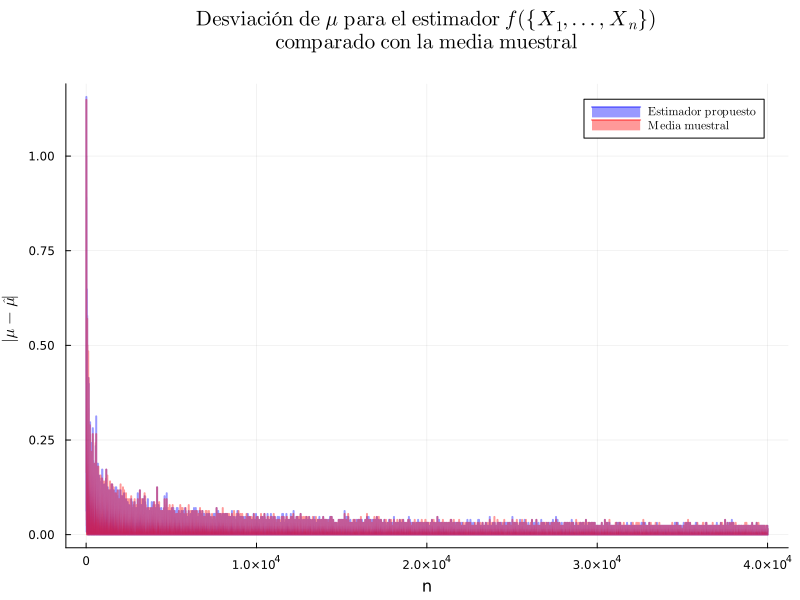 Desviación de μ para el estimador f({X₁, . . . , Xₙ})
comparado con la media muestral
Estimador propuesto
Media muestral
1.00
0.75
0.50
0.25
0.00
|μ − μ̂|
0 1.0×10⁴ 2.0×10⁴ 3.0×10⁴ 4.0×10⁴
n